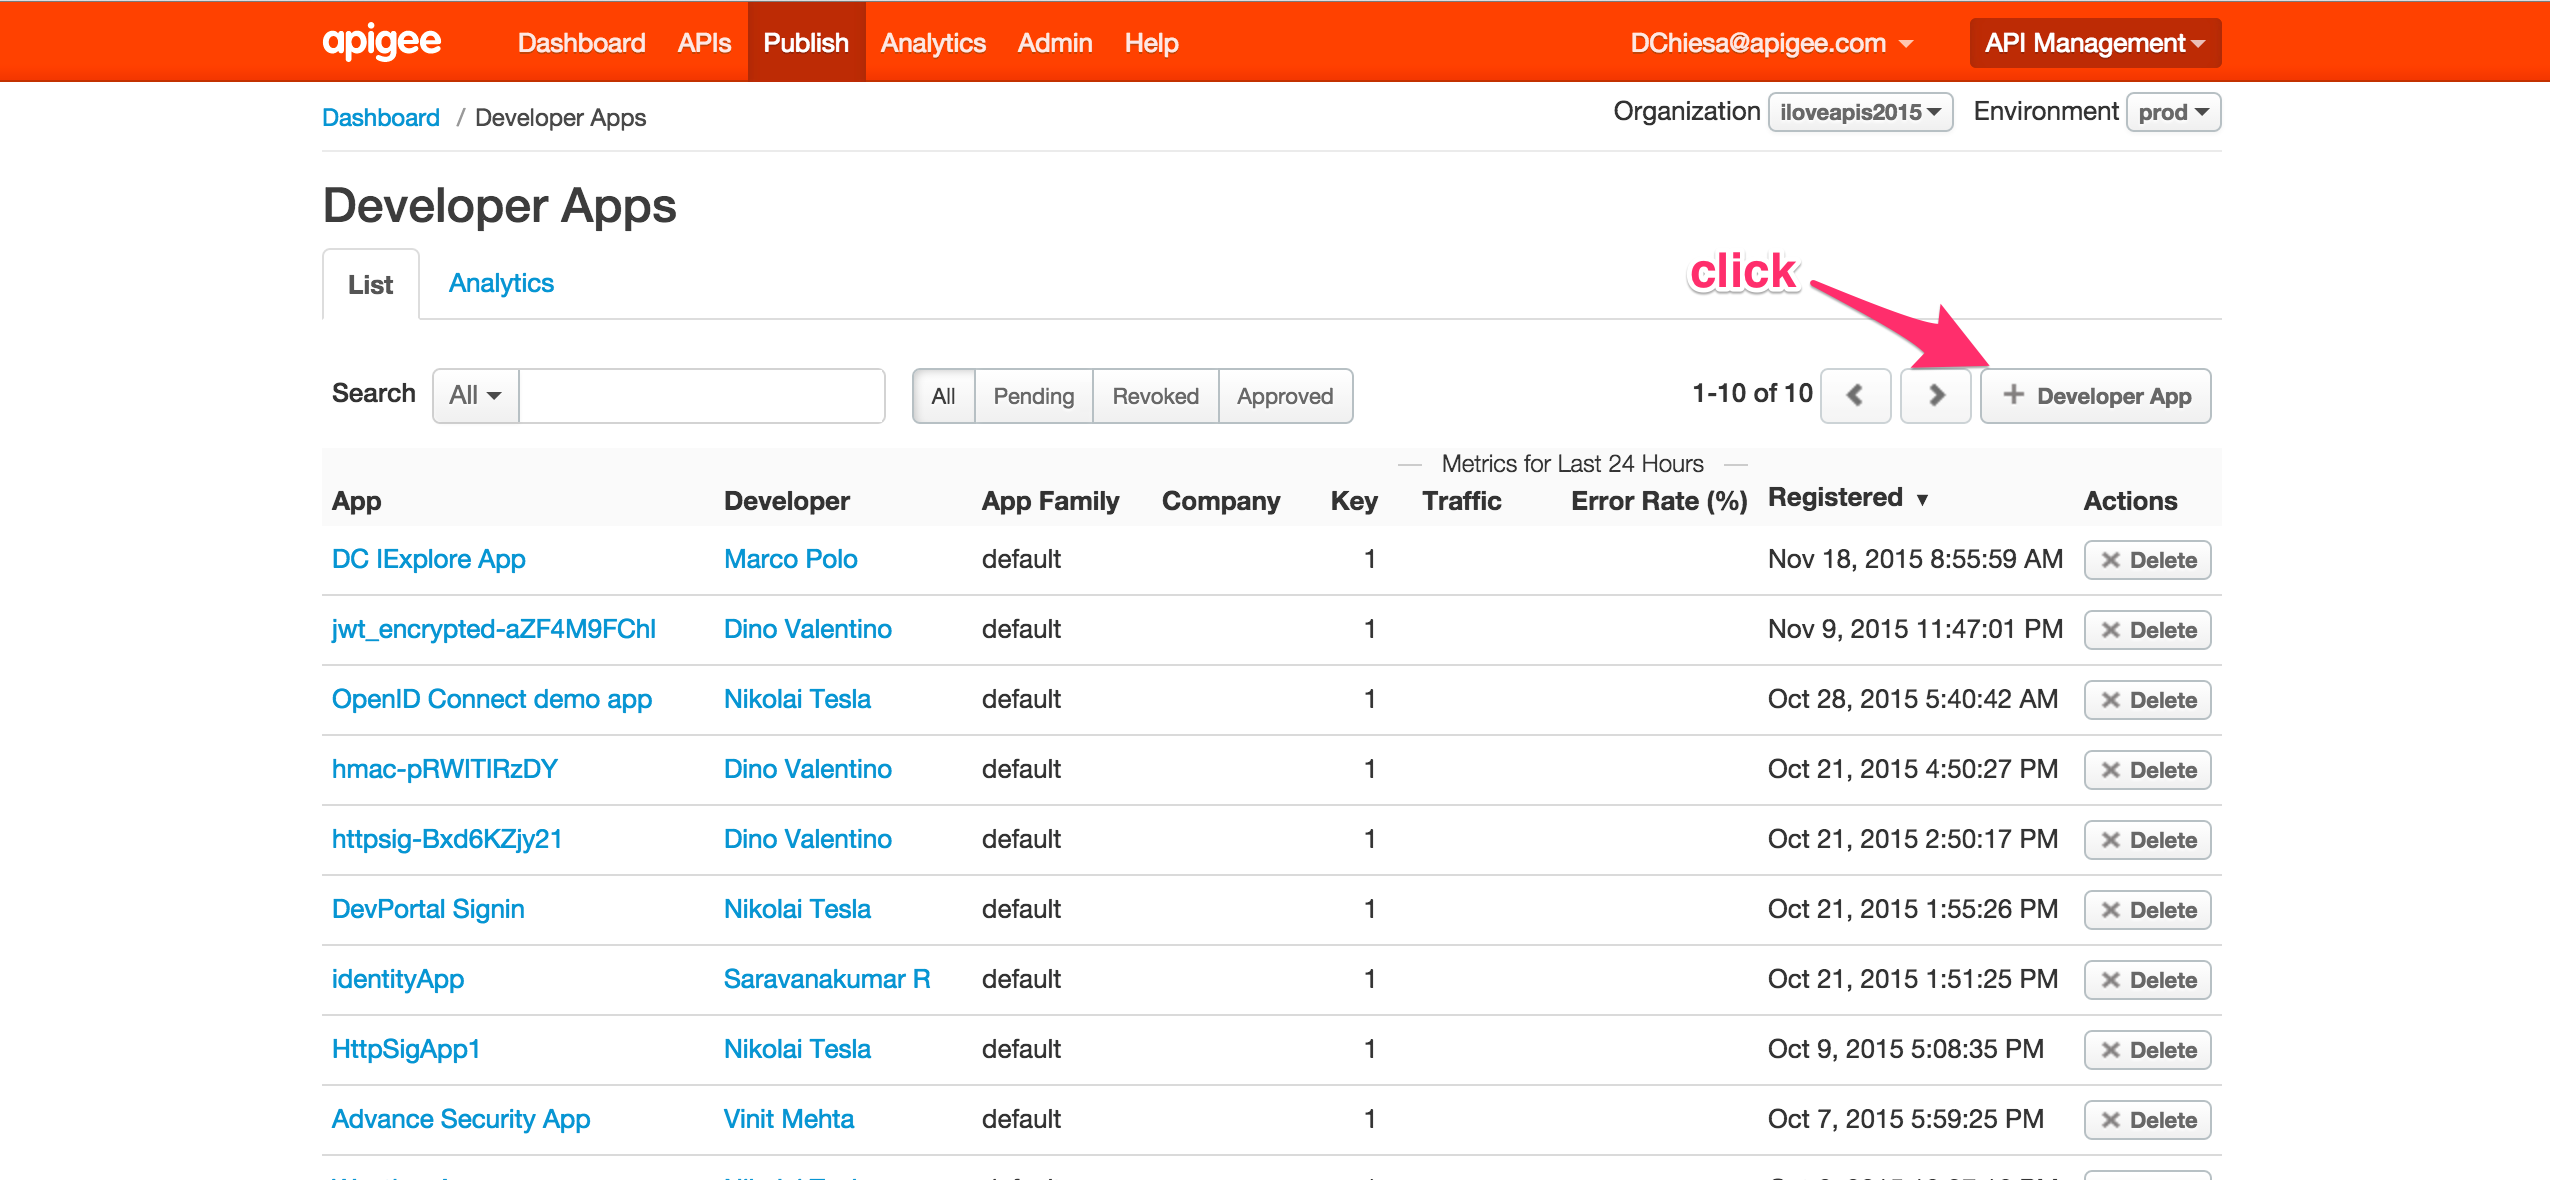 apigee Dashboard APIs Publish Analytics Admin Help DChiesa@apigee.com API Management
Dashboard / Developer Apps Organization iloveapis2015 Environment prod
Developer Apps
List Analytics
click
Search All All Pending Revoked Approved 1-10 of 10 + Developer App
Metrics for Last 24 Hours
App Developer App Family Company Key Traffic Error Rate (%) Registered ▼ Actions
DC IExplore App Marco Polo default 1 Nov 18, 2015 8:55:59 AM Delete
jwt_encrypted-aZF4M9FChl Dino Valentino default 1 Nov 9, 2015 11:47:01 PM Delete
OpenID Connect demo app Nikolai Tesla default 1 Oct 28, 2015 5:40:42 AM Delete
hmac-pRWlTlRzDY Dino Valentino default 1 Oct 21, 2015 4:50:27 PM Delete
httpsig-Bxd6KZjy21 Dino Valentino default 1 Oct 21, 2015 2:50:17 PM Delete
DevPortal Signin Nikolai Tesla default 1 Oct 21, 2015 1:55:26 PM Delete
identityApp Saravanakumar R default 1 Oct 21, 2015 1:51:25 PM Delete
HttpSigApp1 Nikolai Tesla default 1 Oct 9, 2015 5:08:35 PM Delete
Advance Security App Vinit Mehta default 1 Oct 7, 2015 5:59:25 PM Delete